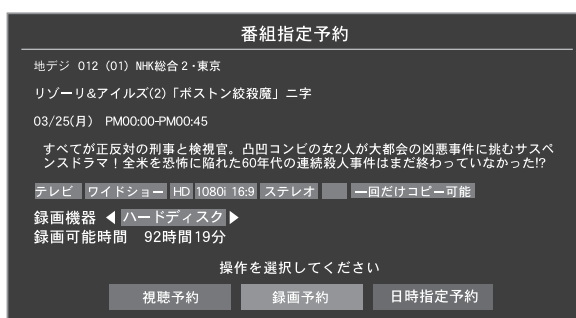 番組指定予約
地デジ 012 (01) NHK総合2・東京
リゾーリ&アイルズ(2)「ボストン絞殺魔」ニ字
03/25(月) PM00:00-PM00:45
すべてが正反対の刑事と検視官。凸凹コンビの女2人が大都会の凶悪事件に挑むサスペ
ンスドラマ！全米を恐怖に陥れた60年代の連続殺人事件はまだ終わっていなかった!?
テレビ ワイドショー HD 1080i 16:9 ステレオ 一回だけコピー可能
録画機器 ◀ ハードディスク ▶
録画可能時間 92時間19分
操作を選択してください
視聴予約 録画予約 日時指定予約